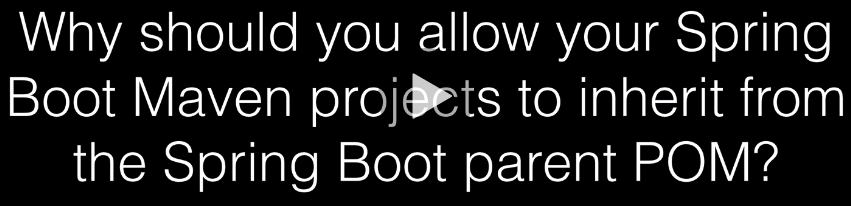 Why should you allow your Spring
Boot Maven projects to inherit from
the Spring Boot parent POM?